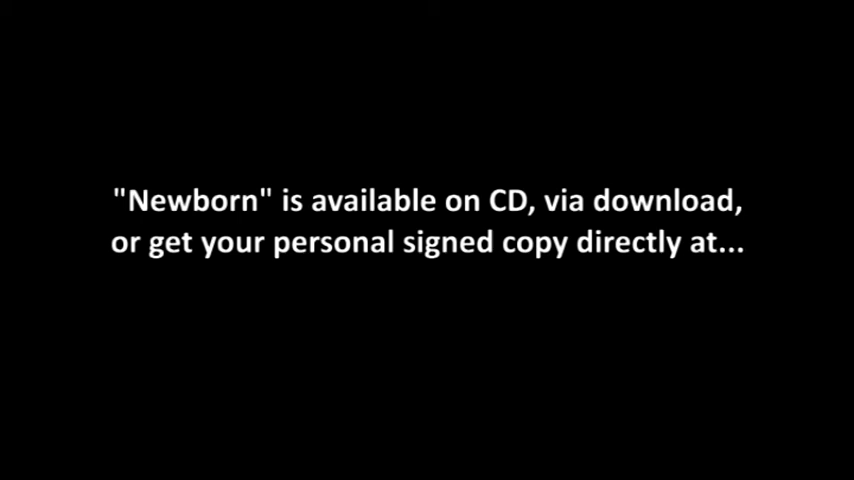 "Newborn" is available on CD, via download,
or get your personal signed copy directly at...